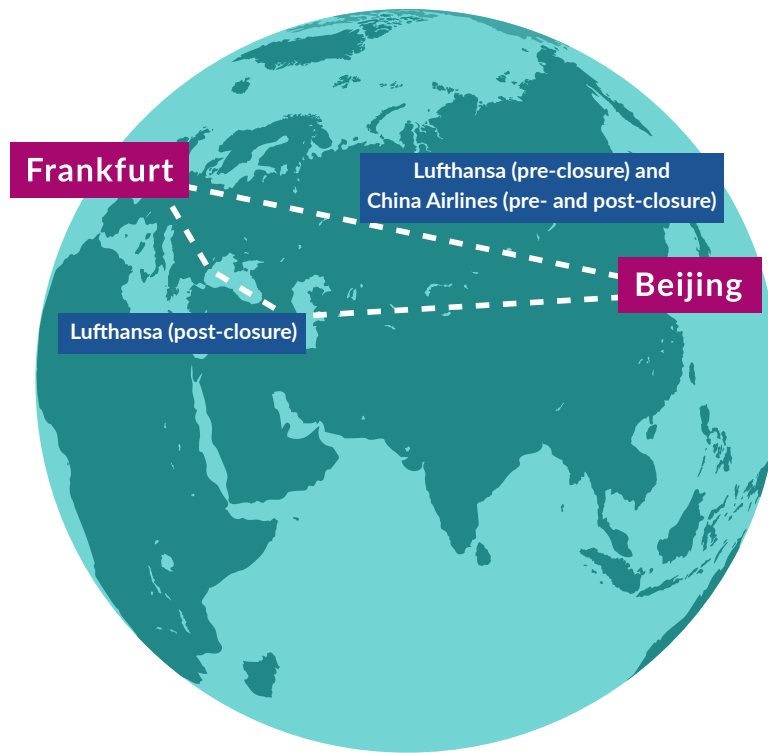 Frankfurt
Lufthansa (pre-closure) and
China Airlines (pre- and post-closure)
Beijing
Lufthansa (post-closure)